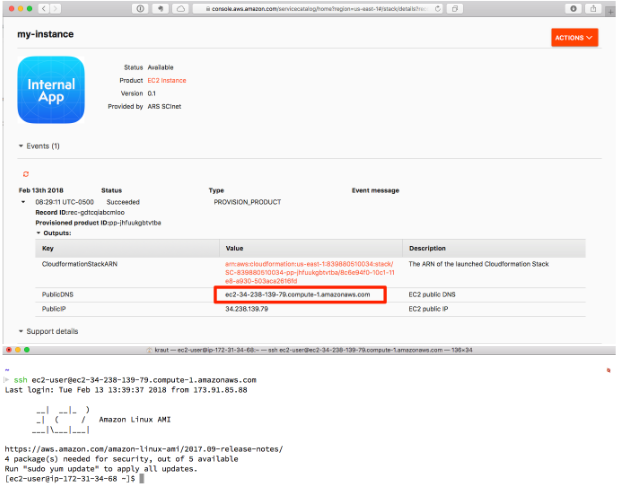 console.aws.amazon.com/servicecatalog/home?region=us-east-1#/stack/details?rec
my-instance
ACTIONS
Internal
App
Status Available
Product EC2 Instance
Version 0.1
Provided by ARS SCInet
Events (1)
Feb 13th 2018 Status Type Event message
08:29:11 UTC-0500 Succeeded PROVISION_PRODUCT
Record ID:rec-gdtcqlabcmloo
Provisioned product ID:pp-jhfuukgbtvtba
Outputs:
Key Value Description
CloudformationStackARN arn:aws:cloudformation:us-east-1:839880510034:stack/ The ARN of the launched Cloudformation Stack
SC-839880510034-pp-jhfuukgbtvtba/8c6e94f0-10c1-11
e8-a930-503aca2616fd
PublicDNS ec2-34-238-139-79.compute-1.amazonaws.com EC2 public DNS
PublicIP 34.238.139.79 EC2 public IP
Support details
kraut — ec2-user@ip-172-31-34-68:~ — ssh ec2-user@ec2-34-238-139-79.compute-1.amazonaws.com — 136×34
~
ssh ec2-user@ec2-34-238-139-79.compute-1.amazonaws.com
Last login: Tue Feb 13 13:39:37 2018 from 173.91.85.88
__| __|_ )
_| ( / Amazon Linux AMI
___|\___|___|
https://aws.amazon.com/amazon-linux-ami/2017.09-release-notes/
4 package(s) needed for security, out of 5 available
Run "sudo yum update" to apply all updates.
[ec2-user@ip-172-31-34-68 ~]$